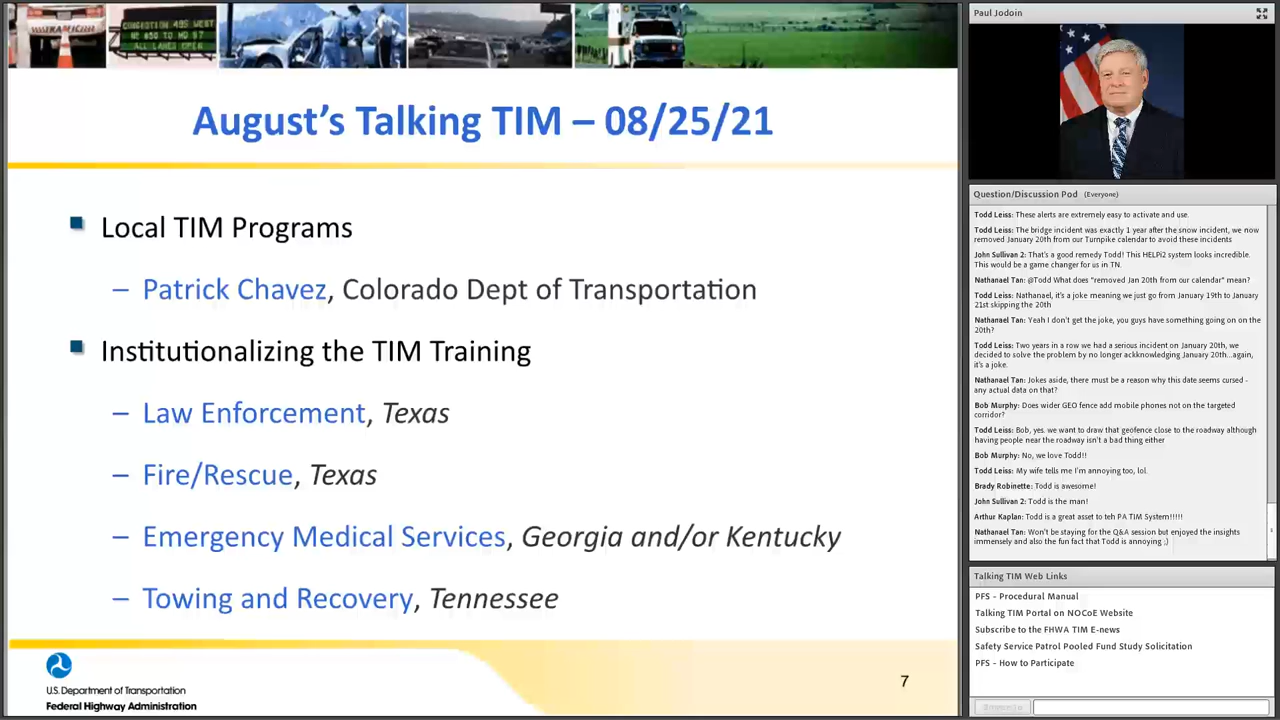 CONGESTION 495 WEST
ALL LANES OPEN
August's Talking TIM – 08/25/21
Local TIM Programs
– Patrick Chavez, Colorado Dept of Transportation
Institutionalizing the TIM Training
– Law Enforcement, Texas
– Fire/Rescue, Texas
– Emergency Medical Services, Georgia and/or Kentucky
– Towing and Recovery, Tennessee
U.S. Department of Transportation
Federal Highway Administration
7
Paul Jodoin
Question/Discussion Pod (Everyone)
Todd Leiss: These alerts are extremely easy to activate and use.
Todd Leiss: The bridge incident was exactly 1 year after the snow incident, we now
removed January 20th from our Turnpike calendar to avoid these incidents
John Sullivan 2: That's a good remedy Todd! This HELPi2 system looks incredible.
This would be a game changer for us in TN.
Nathanael Tan: @Todd What does "removed Jan 20th from our calendar" mean?
Todd Leiss: Nathanael, it's a joke meaning we just go from January 19th to January
21st skipping the 20th
Nathanael Tan: Yeah I don't get the joke, you guys have something going on on the
20th?
Todd Leiss: Two years in a row we had a serious incident on January 20th, we
decided to solve the problem by no longer ackknowledging January 20th...again,
it's a joke.
Nathanael Tan: Jokes aside, there must be a reason why this date seems cursed -
any actual data on that?
Bob Murphy: Does wider GEO fence add mobile phones not on the targeted
corridor?
Todd Leiss: Bob, yes. we want to draw that geofence close to the roadway although
having people near the roadway isn't a bad thing either
Bob Murphy: No, we love Todd!!
Todd Leiss: My wife tells me I'm annoying too, lol.
Brady Robinette: Todd is awesome!
John Sullivan 2: Todd is the man!
Arthur Kaplan: Todd is a great asset to teh PA TIM System!!!!!
Nathanael Tan: Won't be staying for the Q&A session but enjoyed the insights
immensely and also the fun fact that Todd is annoying ;)
Talking TIM Web Links
PFS - Procedural Manual
Talking TIM Portal on NOCoE Website
Subscribe to the FHWA TIM E-news
Safety Service Patrol Pooled Fund Study Solicitation
PFS - How to Participate